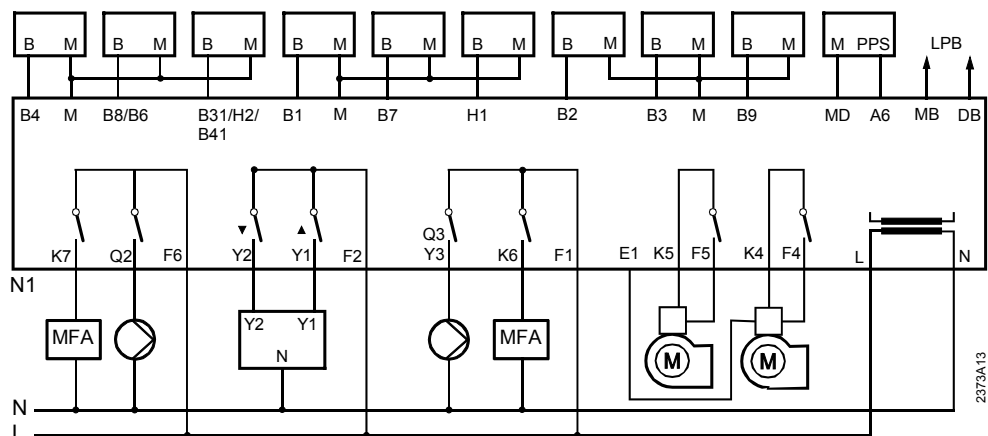 B M B M B M B M B M B M B M B M B M M PPS LPB
B4 M B8/B6 B31/H2/ B1 M B7 H1 B2 B3 M B9 MD A6 MB DB
B41
Q3
K7 Q2 F6 Y2 Y1 F2 Y3 K6 F1 E1 K5 F5 K4 F4 L N
N1
Y2 Y1
MFA MFA
N
M M
2373A13
N
L